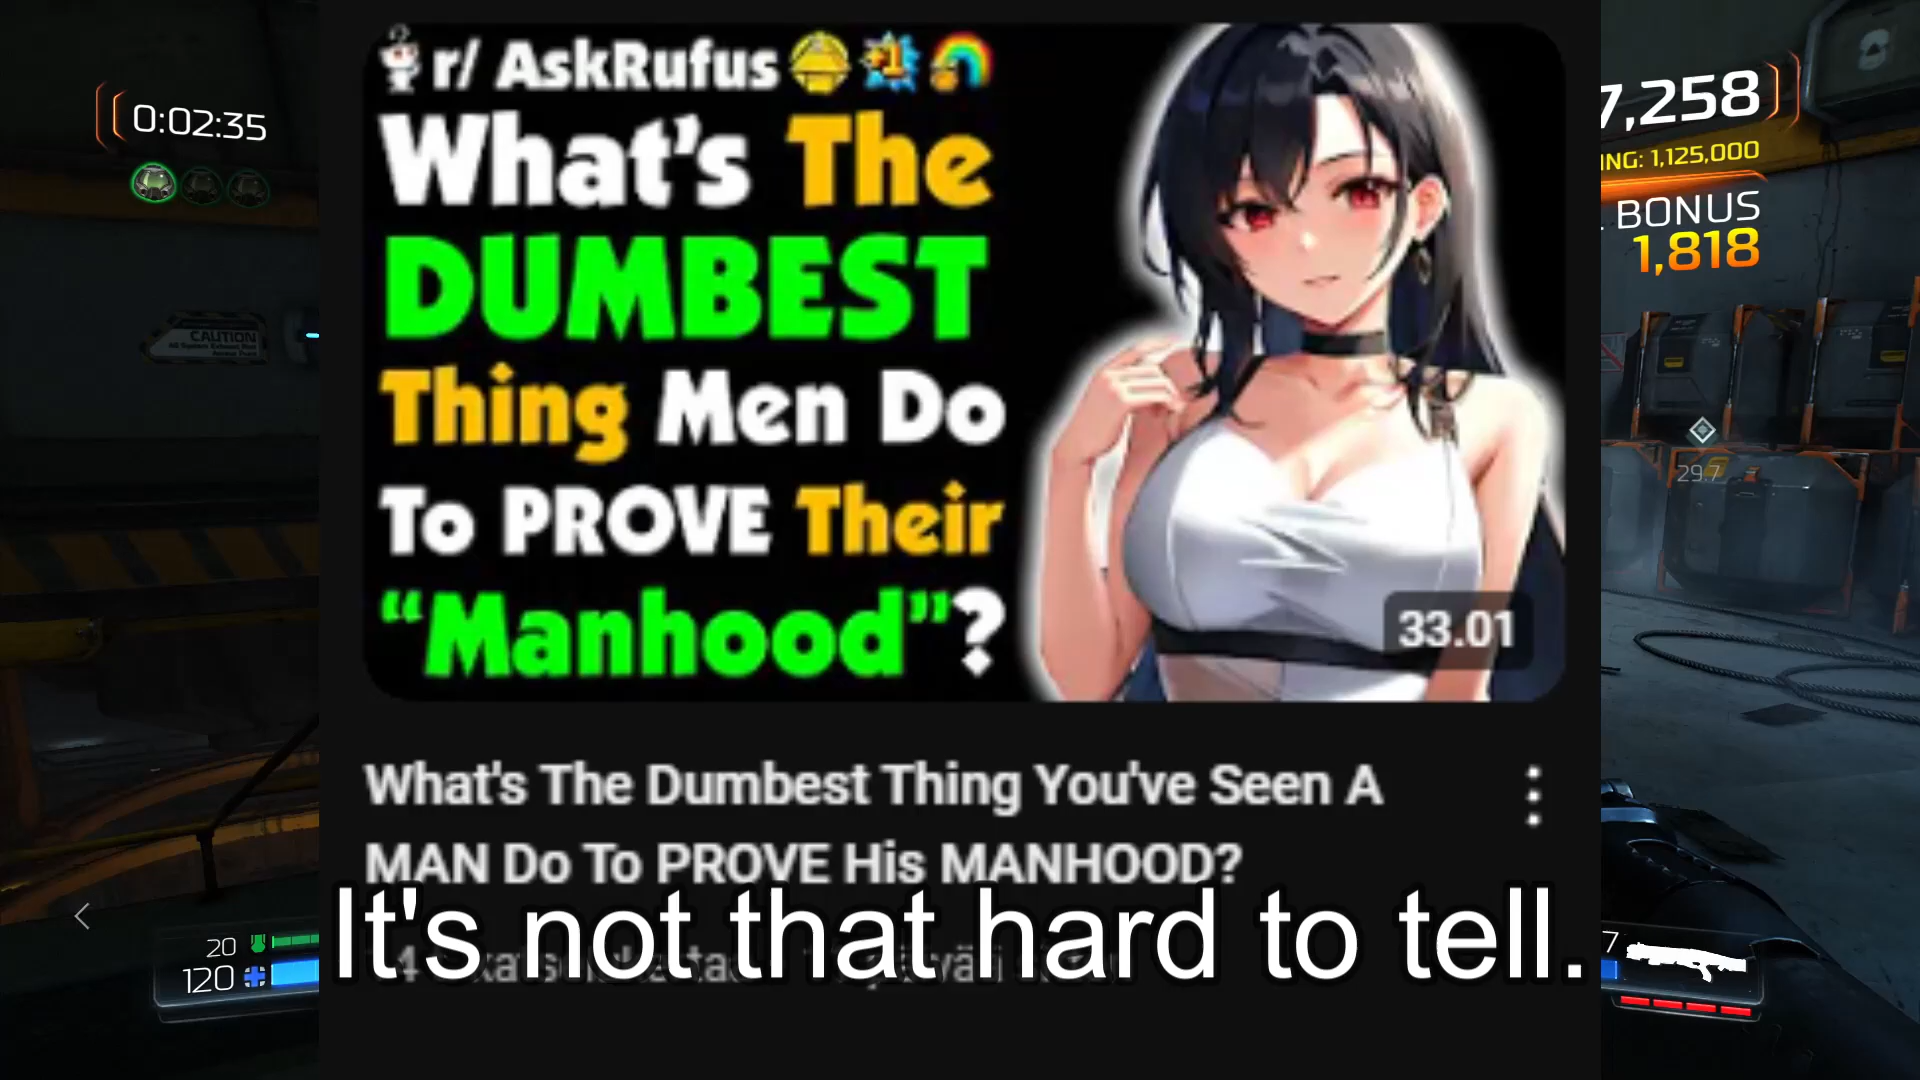 0:02:35
r/ AskRufus
+1
What's The
DUMBEST
Thing Men Do
To PROVE Their
“Manhood”?
33.01
7,258
1,125,000
BONUS
1,818
CAUTION
29.7
What's The Dumbest Thing You've Seen A
MAN Do To PROVE His MANHOOD?
It's not that hard to tell.
20
120
7